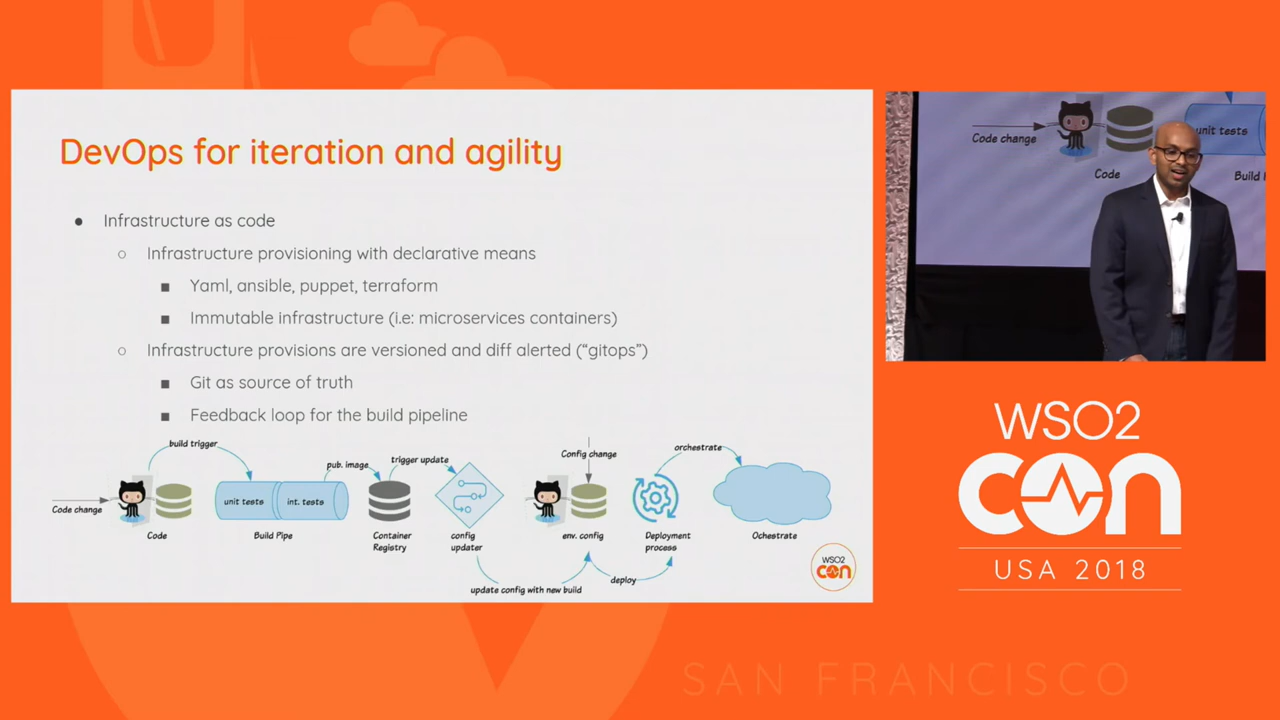 DevOps for iteration and agility
Infrastructure as code
Infrastructure provisioning with declarative means
Yaml, ansible, puppet, terraform
Immutable infrastructure (i.e: microservices containers)
Infrastructure provisions are versioned and diff alerted (“gitops”)
Git as source of truth
Feedback loop for the build pipeline
build trigger
pub. image
trigger update
Config change
orchestrate
Code change
unit tests
int. tests
Code
Build Pipe
Container
Registry
config
updater
env. config
Deployment
process
Ochestrate
update config with new build
deploy
WSO2
con
Code change
unit tests
Code
Build
WSO2
con
USA 2018
SAN FRANCISCO